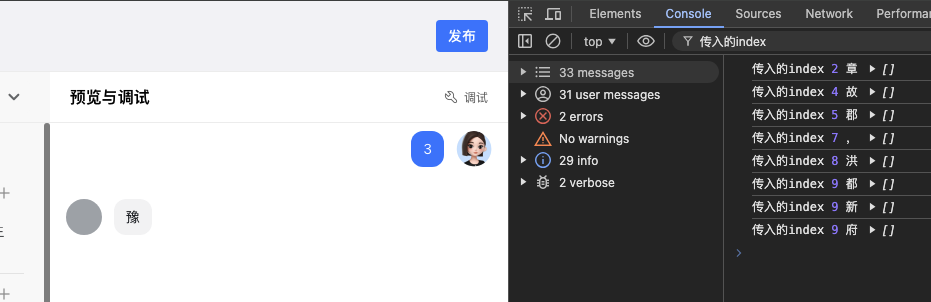 发布
预览与调试
调试
3
豫
Elements Console Sources Network Performa
top 传入的index
33 messages
31 user messages
2 errors
No warnings
29 info
2 verbose
传入的index 2 章 []
传入的index 4 故 []
传入的index 5 郡 []
传入的index 7 , []
传入的index 8 洪 []
传入的index 9 都 []
传入的index 9 新 []
传入的index 9 府 []